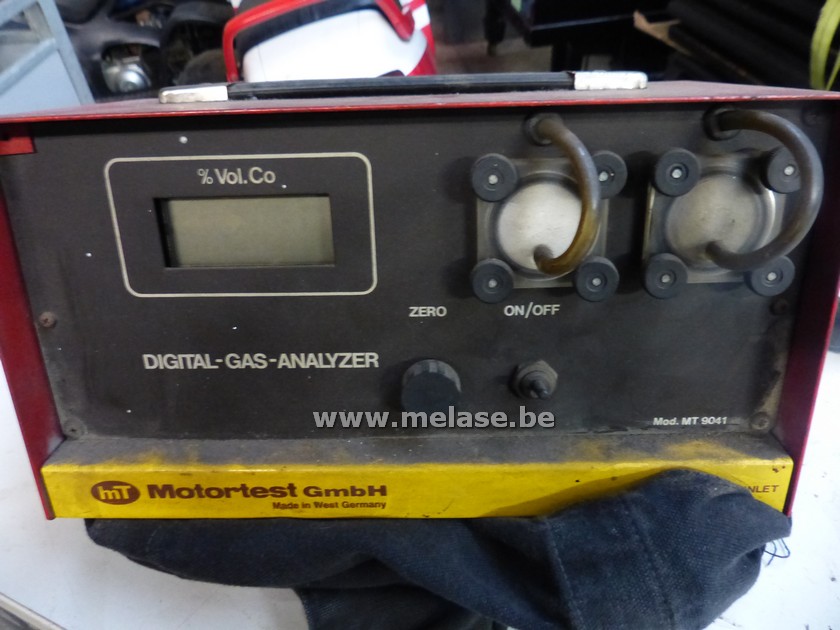 % Vol.Co
ZERO ON/OFF
DIGITAL-GAS-ANALYZER
www.melase.be
Mod. MT 9041
mT Motortest GmbH
Made in West Germany